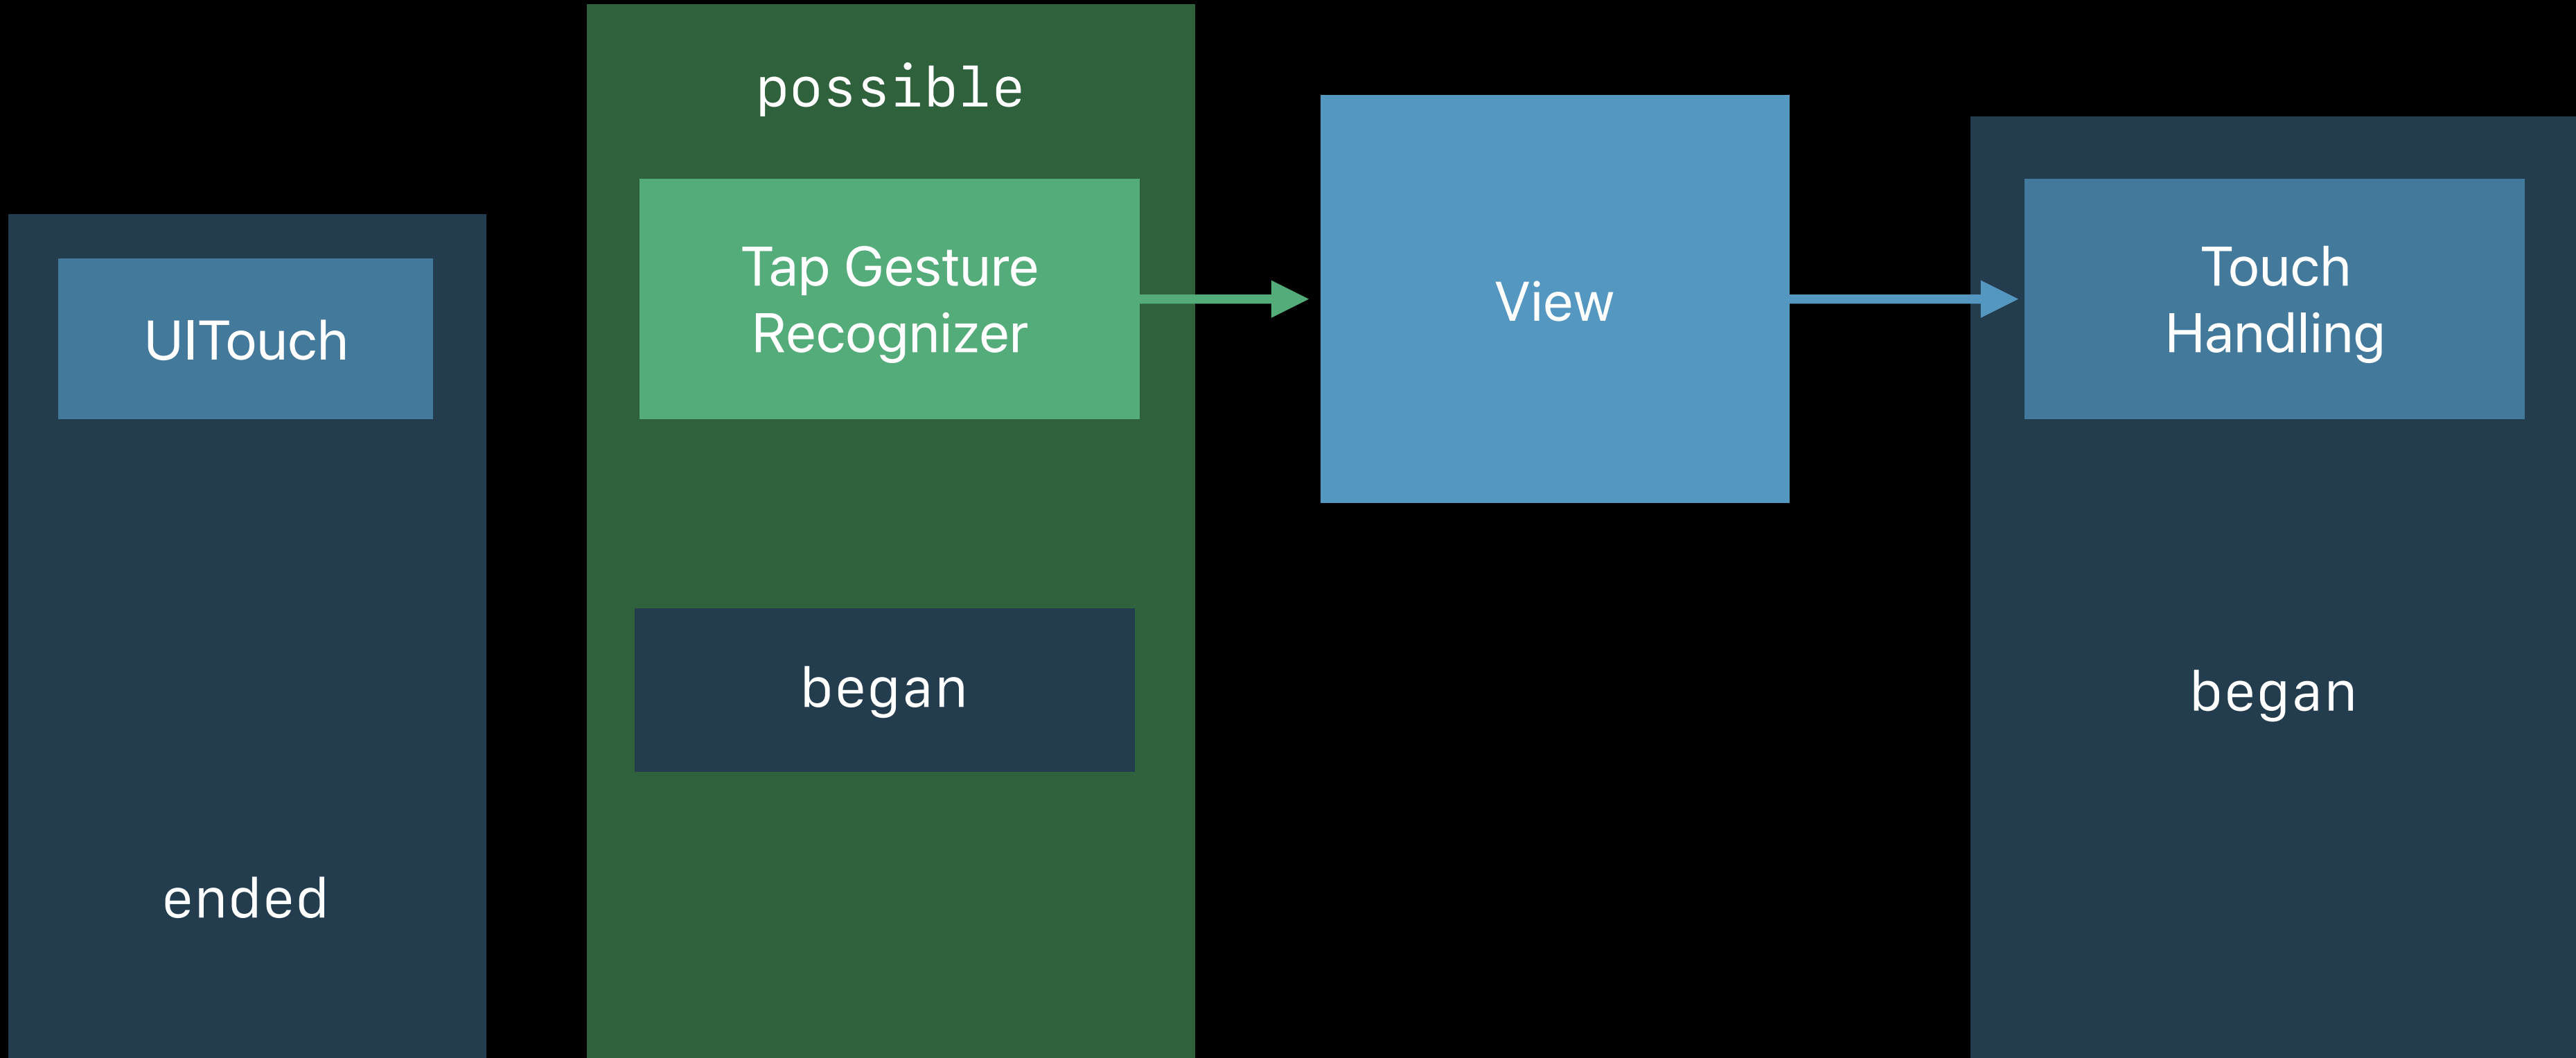 UITouch
ended
possible
Tap Gesture
Recognizer
began
View
Touch
Handling
began